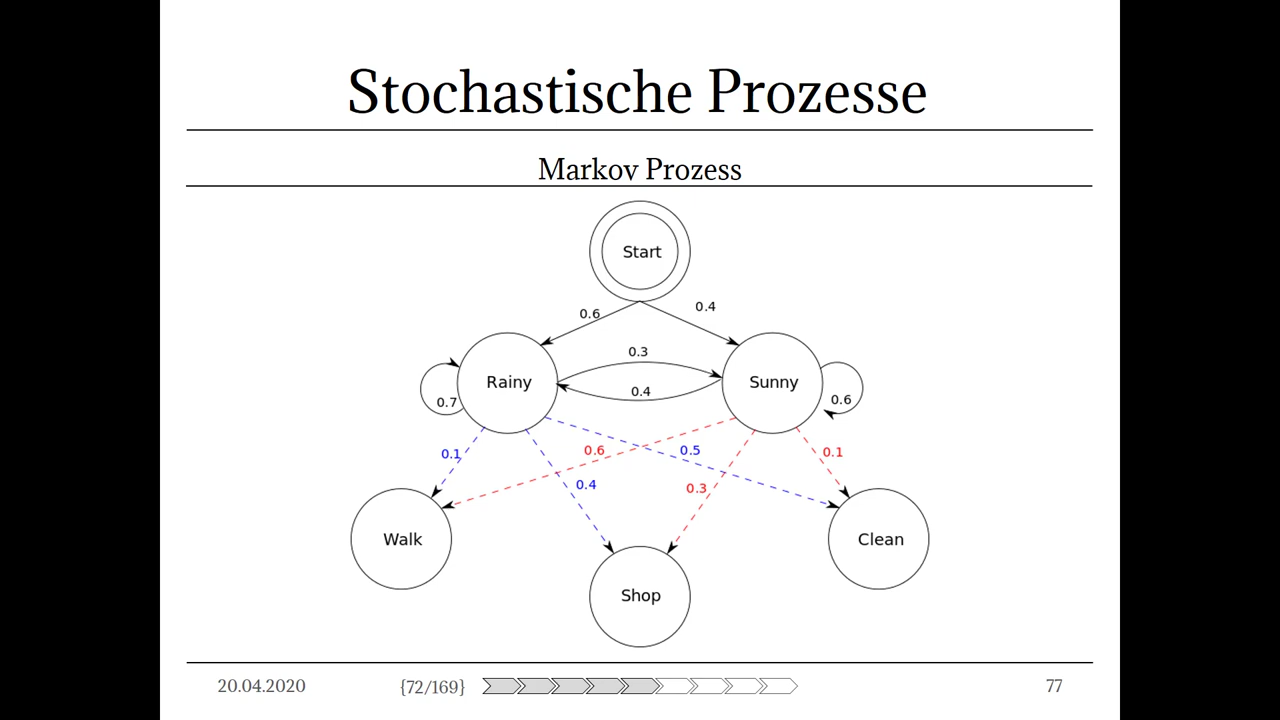 Stochastische Prozesse
Markov Prozess
Start
0.6
0.4
0.3
Rainy
Sunny
0.4
0.7
0.6
0.1
0.6
0.5
0.1
0.4
0.3
Walk
Clean
Shop
20.04.2020
{72/169}
77